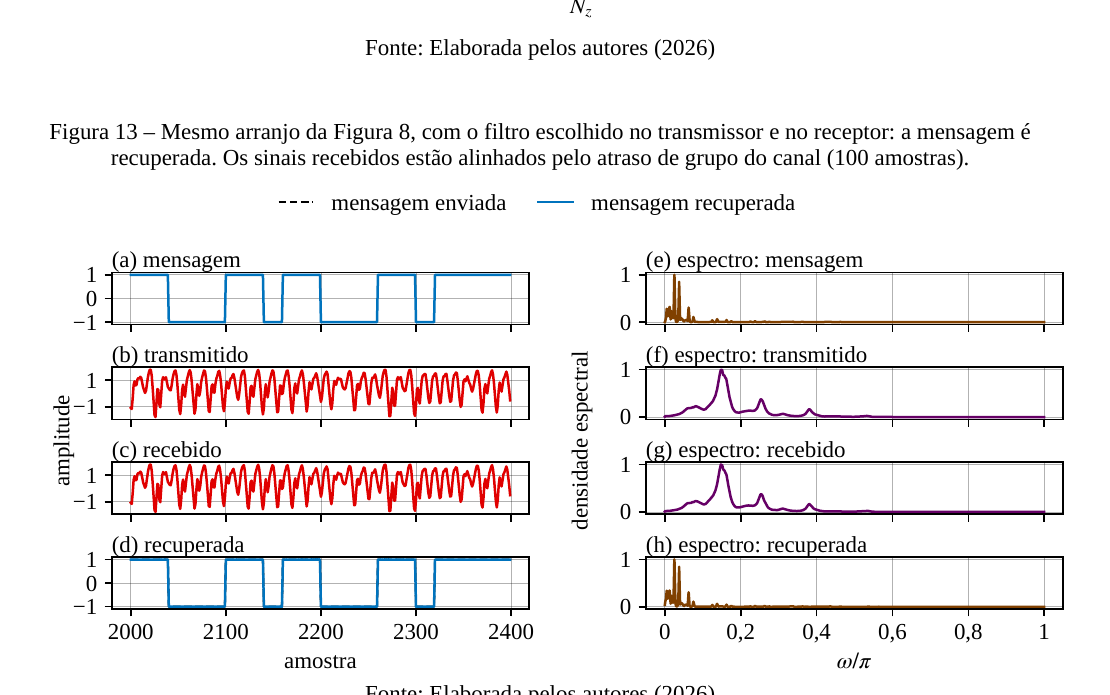 N_z
Fonte: Elaborada pelos autores (2026)
Figura 13 – Mesmo arranjo da Figura 8, com o filtro escolhido no transmissor e no receptor: a mensagem é
recuperada. Os sinais recebidos estão alinhados pelo atraso de grupo do canal (100 amostras).
mensagem enviada mensagem recuperada
(a) mensagem
1
0
−1
(b) transmitido
1
−1
(c) recebido
1
−1
(d) recuperada
1
0
−1
2000 2100 2200 2300 2400
amostra
amplitude
(e) espectro: mensagem
1
0
(f) espectro: transmitido
1
0
(g) espectro: recebido
1
0
(h) espectro: recuperada
1
0
0 0,2 0,4 0,6 0,8 1
ω/π
densidade espectral
Fonte: Elaborada pelos autores (2026)